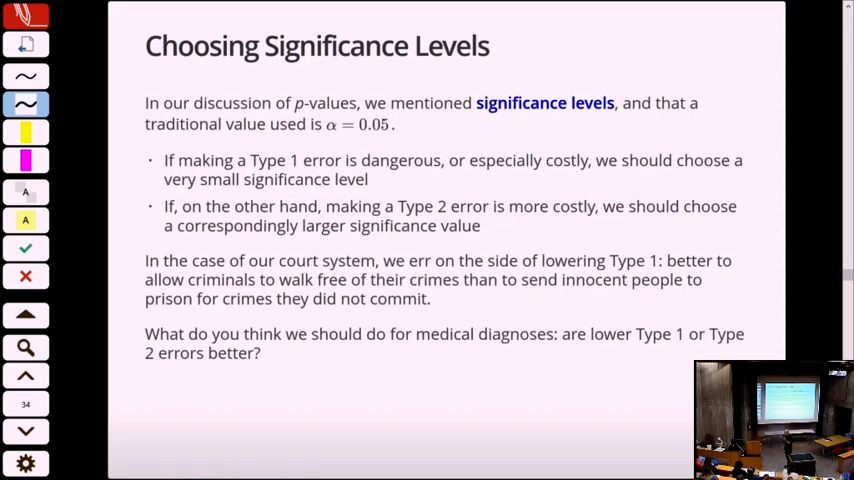 Choosing Significance Levels
In our discussion of p-values, we mentioned significance levels, and that a
traditional value used is α = 0.05.
· If making a Type 1 error is dangerous, or especially costly, we should choose a
very small significance level
· If, on the other hand, making a Type 2 error is more costly, we should choose
a correspondingly larger significance value
In the case of our court system, we err on the side of lowering Type 1: better to
allow criminals to walk free of their crimes than to send innocent people to
prison for crimes they did not commit.
What do you think we should do for medical diagnoses: are lower Type 1 or Type
2 errors better?
A
A
34